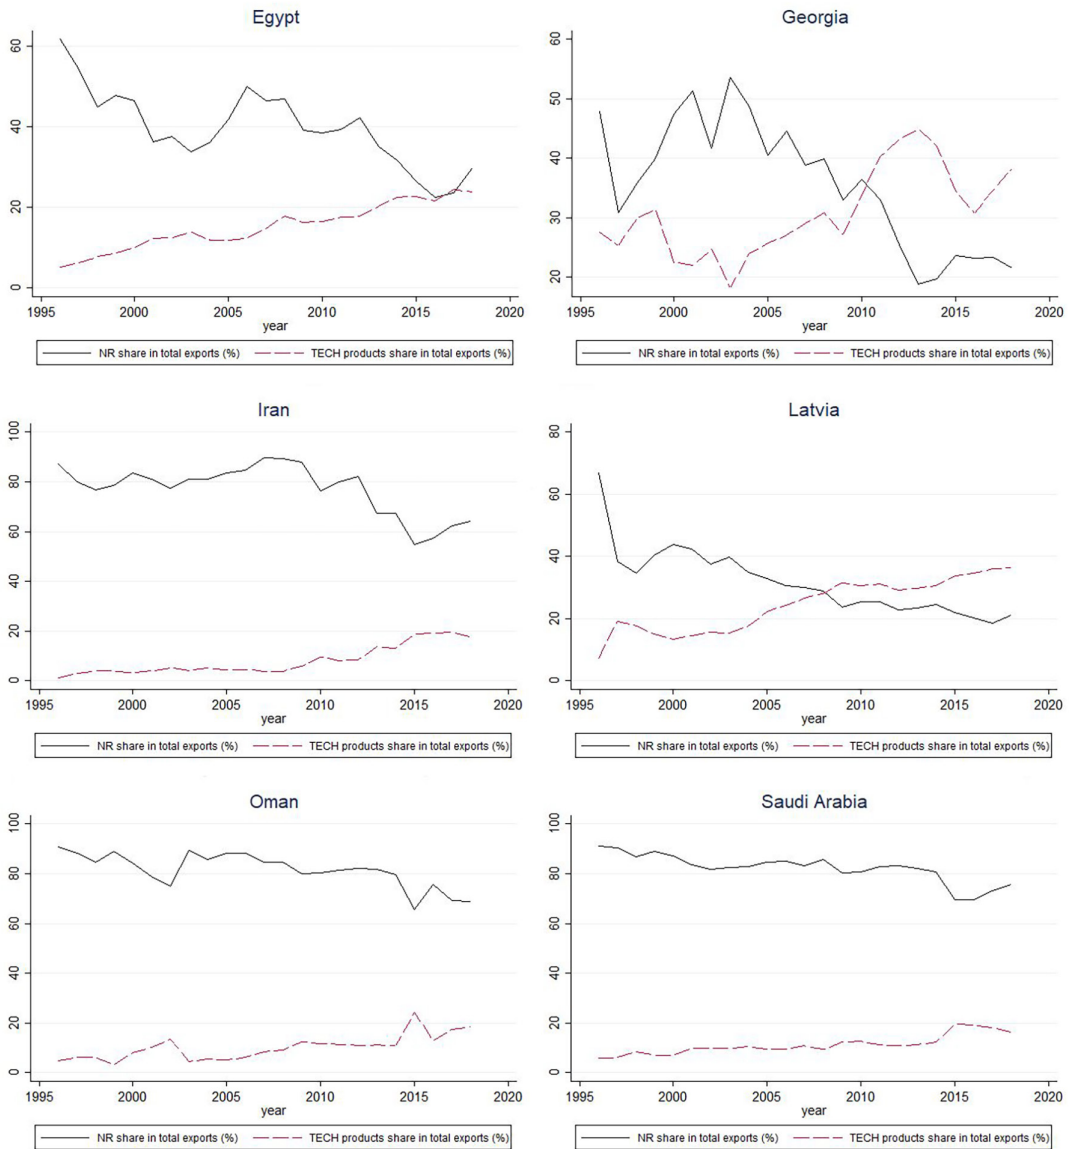 Egypt
60
40
20
0
1995 2000 2005 2010 2015 2020
year
NR share in total exports (%) TECH products share in total exports (%)
Georgia
60
50
40
30
20
1995 2000 2005 2010 2015 2020
year
NR share in total exports (%) TECH products share in total exports (%)
Iran
100
80
60
40
20
0
1995 2000 2005 2010 2015 2020
year
NR share in total exports (%) TECH products share in total exports (%)
Latvia
80
60
40
20
0
1995 2000 2005 2010 2015 2020
year
NR share in total exports (%) TECH products share in total exports (%)
Oman
100
80
60
40
20
0
1995 2000 2005 2010 2015 2020
year
NR share in total exports (%) TECH products share in total exports (%)
Saudi Arabia
100
80
60
40
20
0
1995 2000 2005 2010 2015 2020
year
NR share in total exports (%) TECH products share in total exports (%)